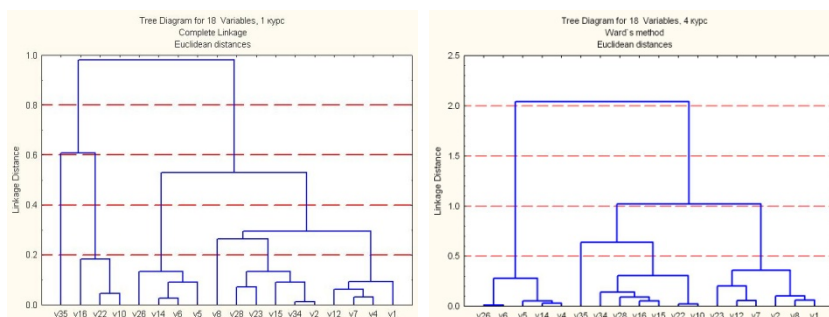 Tree Diagram for 18 Variables, 1 курс
Complete Linkage
Euclidean distances
1.0
0.8
0.6
0.4
0.2
0.0
Linkage Distance
v35 v16 v22 v10 v26 v14 v6 v5 v8 v28 v23 v15 v34 v2 v12 v7 v4 v1
Tree Diagram for 18 Variables, 4 курс
Ward`s method
Euclidean distances
2.5
2.0
1.5
1.0
0.5
0.0
Linkage Distance
v26 v6 v5 v14 v4 v35 v34 v28 v16 v15 v22 v10 v23 v12 v7 v2 v8 v1